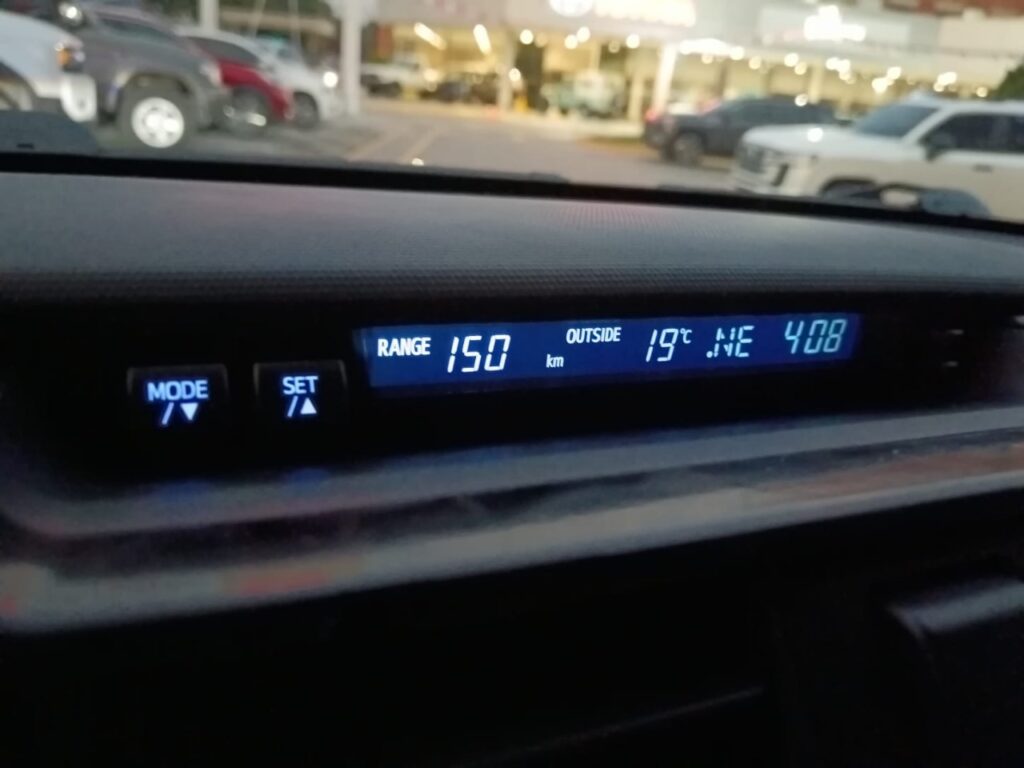 RANGE 150 km OUTSIDE 19°C .NE 408
MODE SET
/▼ /▲